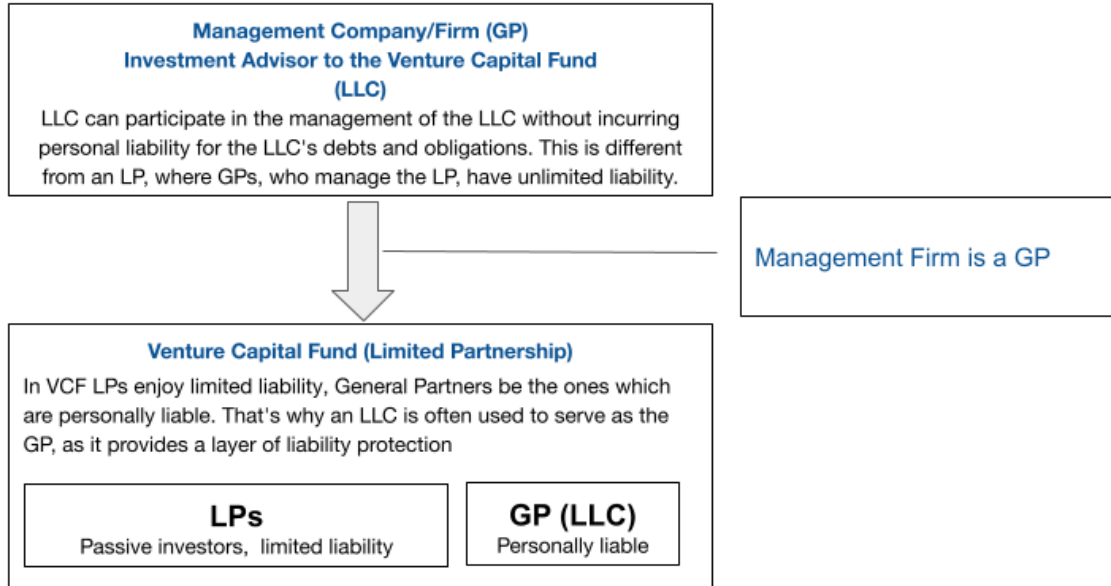 Management Company/Firm (GP)
Investment Advisor to the Venture Capital Fund
(LLC)
LLC can participate in the management of the LLC without incurring
personal liability for the LLC's debts and obligations. This is different
from an LP, where GPs, who manage the LP, have unlimited liability.
Management Firm is a GP
Venture Capital Fund (Limited Partnership)
In VCF LPs enjoy limited liability, General Partners be the ones which
are personally liable. That's why an LLC is often used to serve as the
GP, as it provides a layer of liability protection
LPs
Passive investors,  limited liability
GP (LLC)
Personally liable